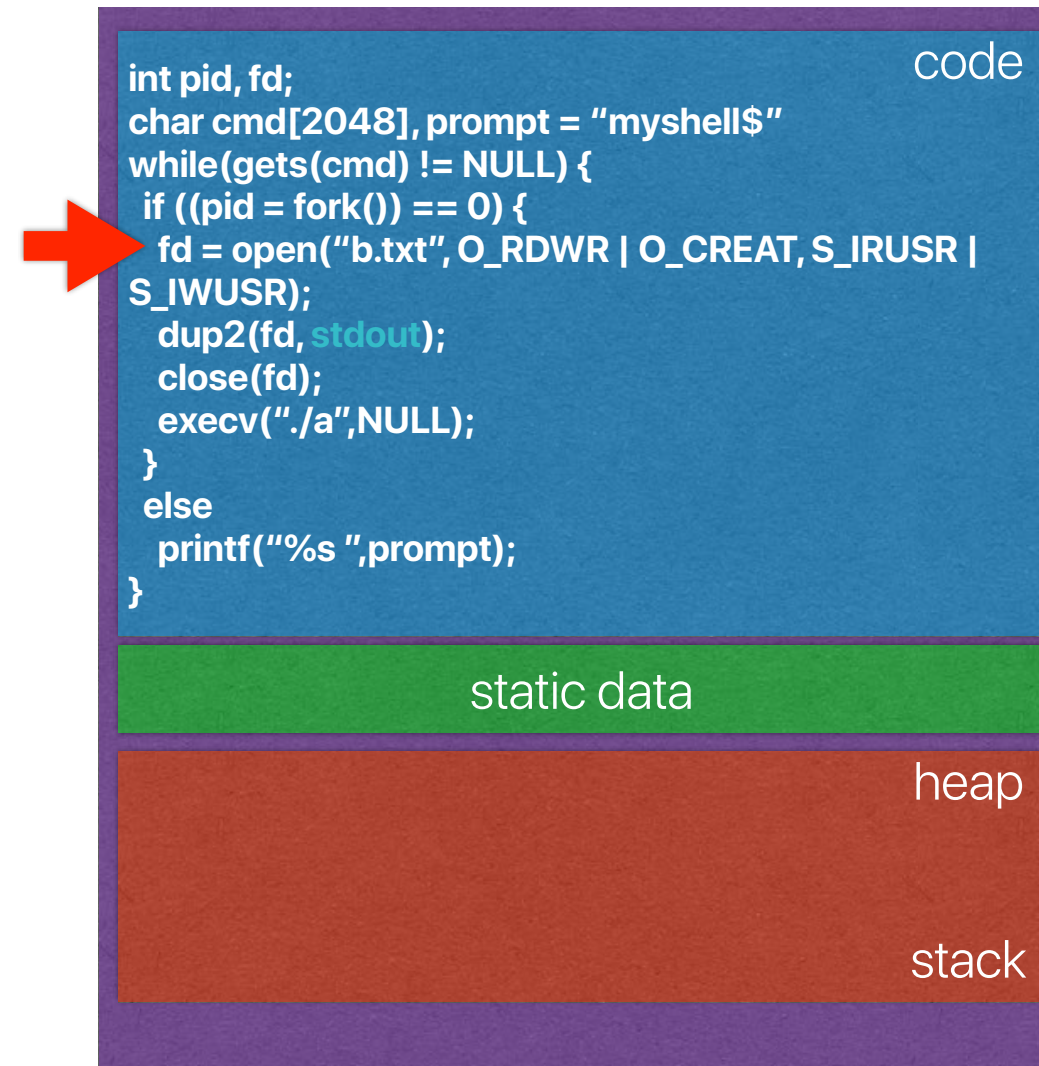 code
int pid, fd;
char cmd[2048], prompt = “myshell$”
while(gets(cmd) != NULL) {
if ((pid = fork()) == 0) {
fd = open(“b.txt”, O_RDWR | O_CREAT, S_IRUSR |
S_IWUSR);
dup2(fd, stdout);
close(fd);
execv(“./a”,NULL);
}
else
printf(“%s ”,prompt);
}
static data
heap
stack